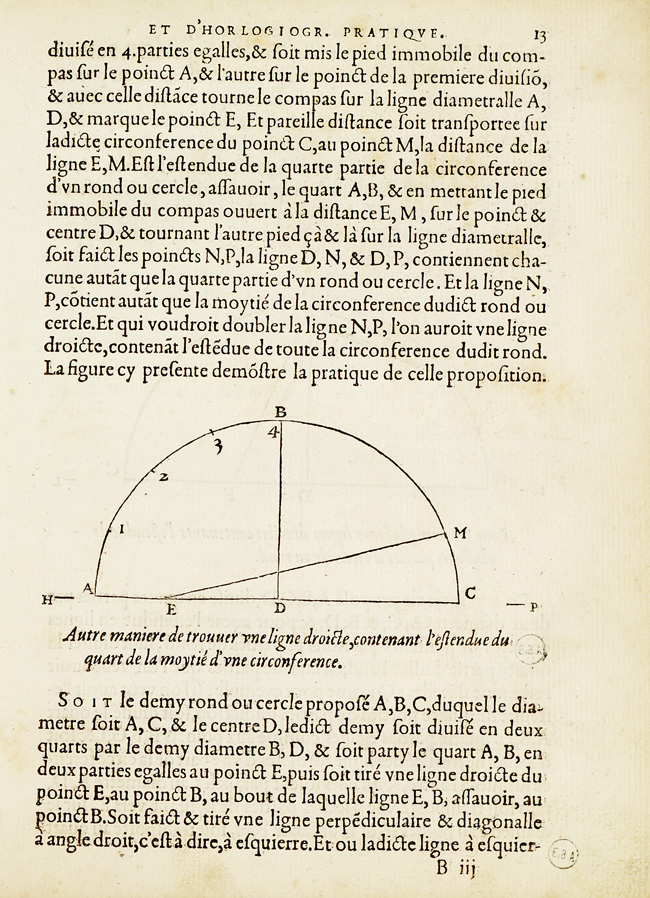 ET D'HORLOGIOGR. PRATIQVE. 13
diuiſé en 4.parties egalles,& ſoit mis le pied immobile du com-
pas ſur le poinct A,& l'autre ſur le poinct de la premiere diuiſiõ,
& auec celle diſtãce tourne le compas ſur la ligne diametralle A,
D,& marque le poinct E, Et pareille diſtance ſoit tranſportee ſur
ladicte circonference du poinct C,au poinct M,la diſtance de la
ligne E,M.Eſt l'eſtendue de la quarte partie de la circonference
d'vn rond ou cercle, aſſauoir, le quart A,B, & en mettant le pied
immobile du compas ouuert à la diſtance E, M, ſur le poinct &
centre D,& tournant l'autre pied çà & là ſur la ligne diametralle,
ſoit faict les poincts N,P,la ligne D, N, & D, P, contiennent cha-
cune autãt que la quarte partie d'vn rond ou cercle. Et la ligne N,
P,cõtient autãt que la moytié de la circonference dudict rond ou
cercle.Et qui voudroit doubler la ligne N,P, l'on auroit vne ligne
droicte,contenãt l'eſtẽdue de toute la circonference dudit rond.
La figure cy preſente demõſtre la pratique de celle propoſition.
B
4
3
2
1
M
A
H
E
D
C
P
Autre maniere de trouuer vne ligne droicte,contenant l'eſtendue du
quart de la moytié d'vne circonference.
SOIT le demy rond ou cercle propoſé A,B,C,duquel le dia-
metre ſoit A, C, & le centre D, ledict demy ſoit diuiſé en deux
quarts par le demy diametre B, D, & ſoit party le quart A, B, en
deux parties egalles au poinct E,puis ſoit tiré vne ligne droicte du
poinct E,au poinct B, au bout de laquelle ligne E, B, aſſauoir, au
poinct B.Soit faict & tiré vne ligne perpẽdiculaire & diagonalle
à angle droit,c'eſt à dire,à eſquierre.Et ou ladicte ligne à eſquier-
B iij